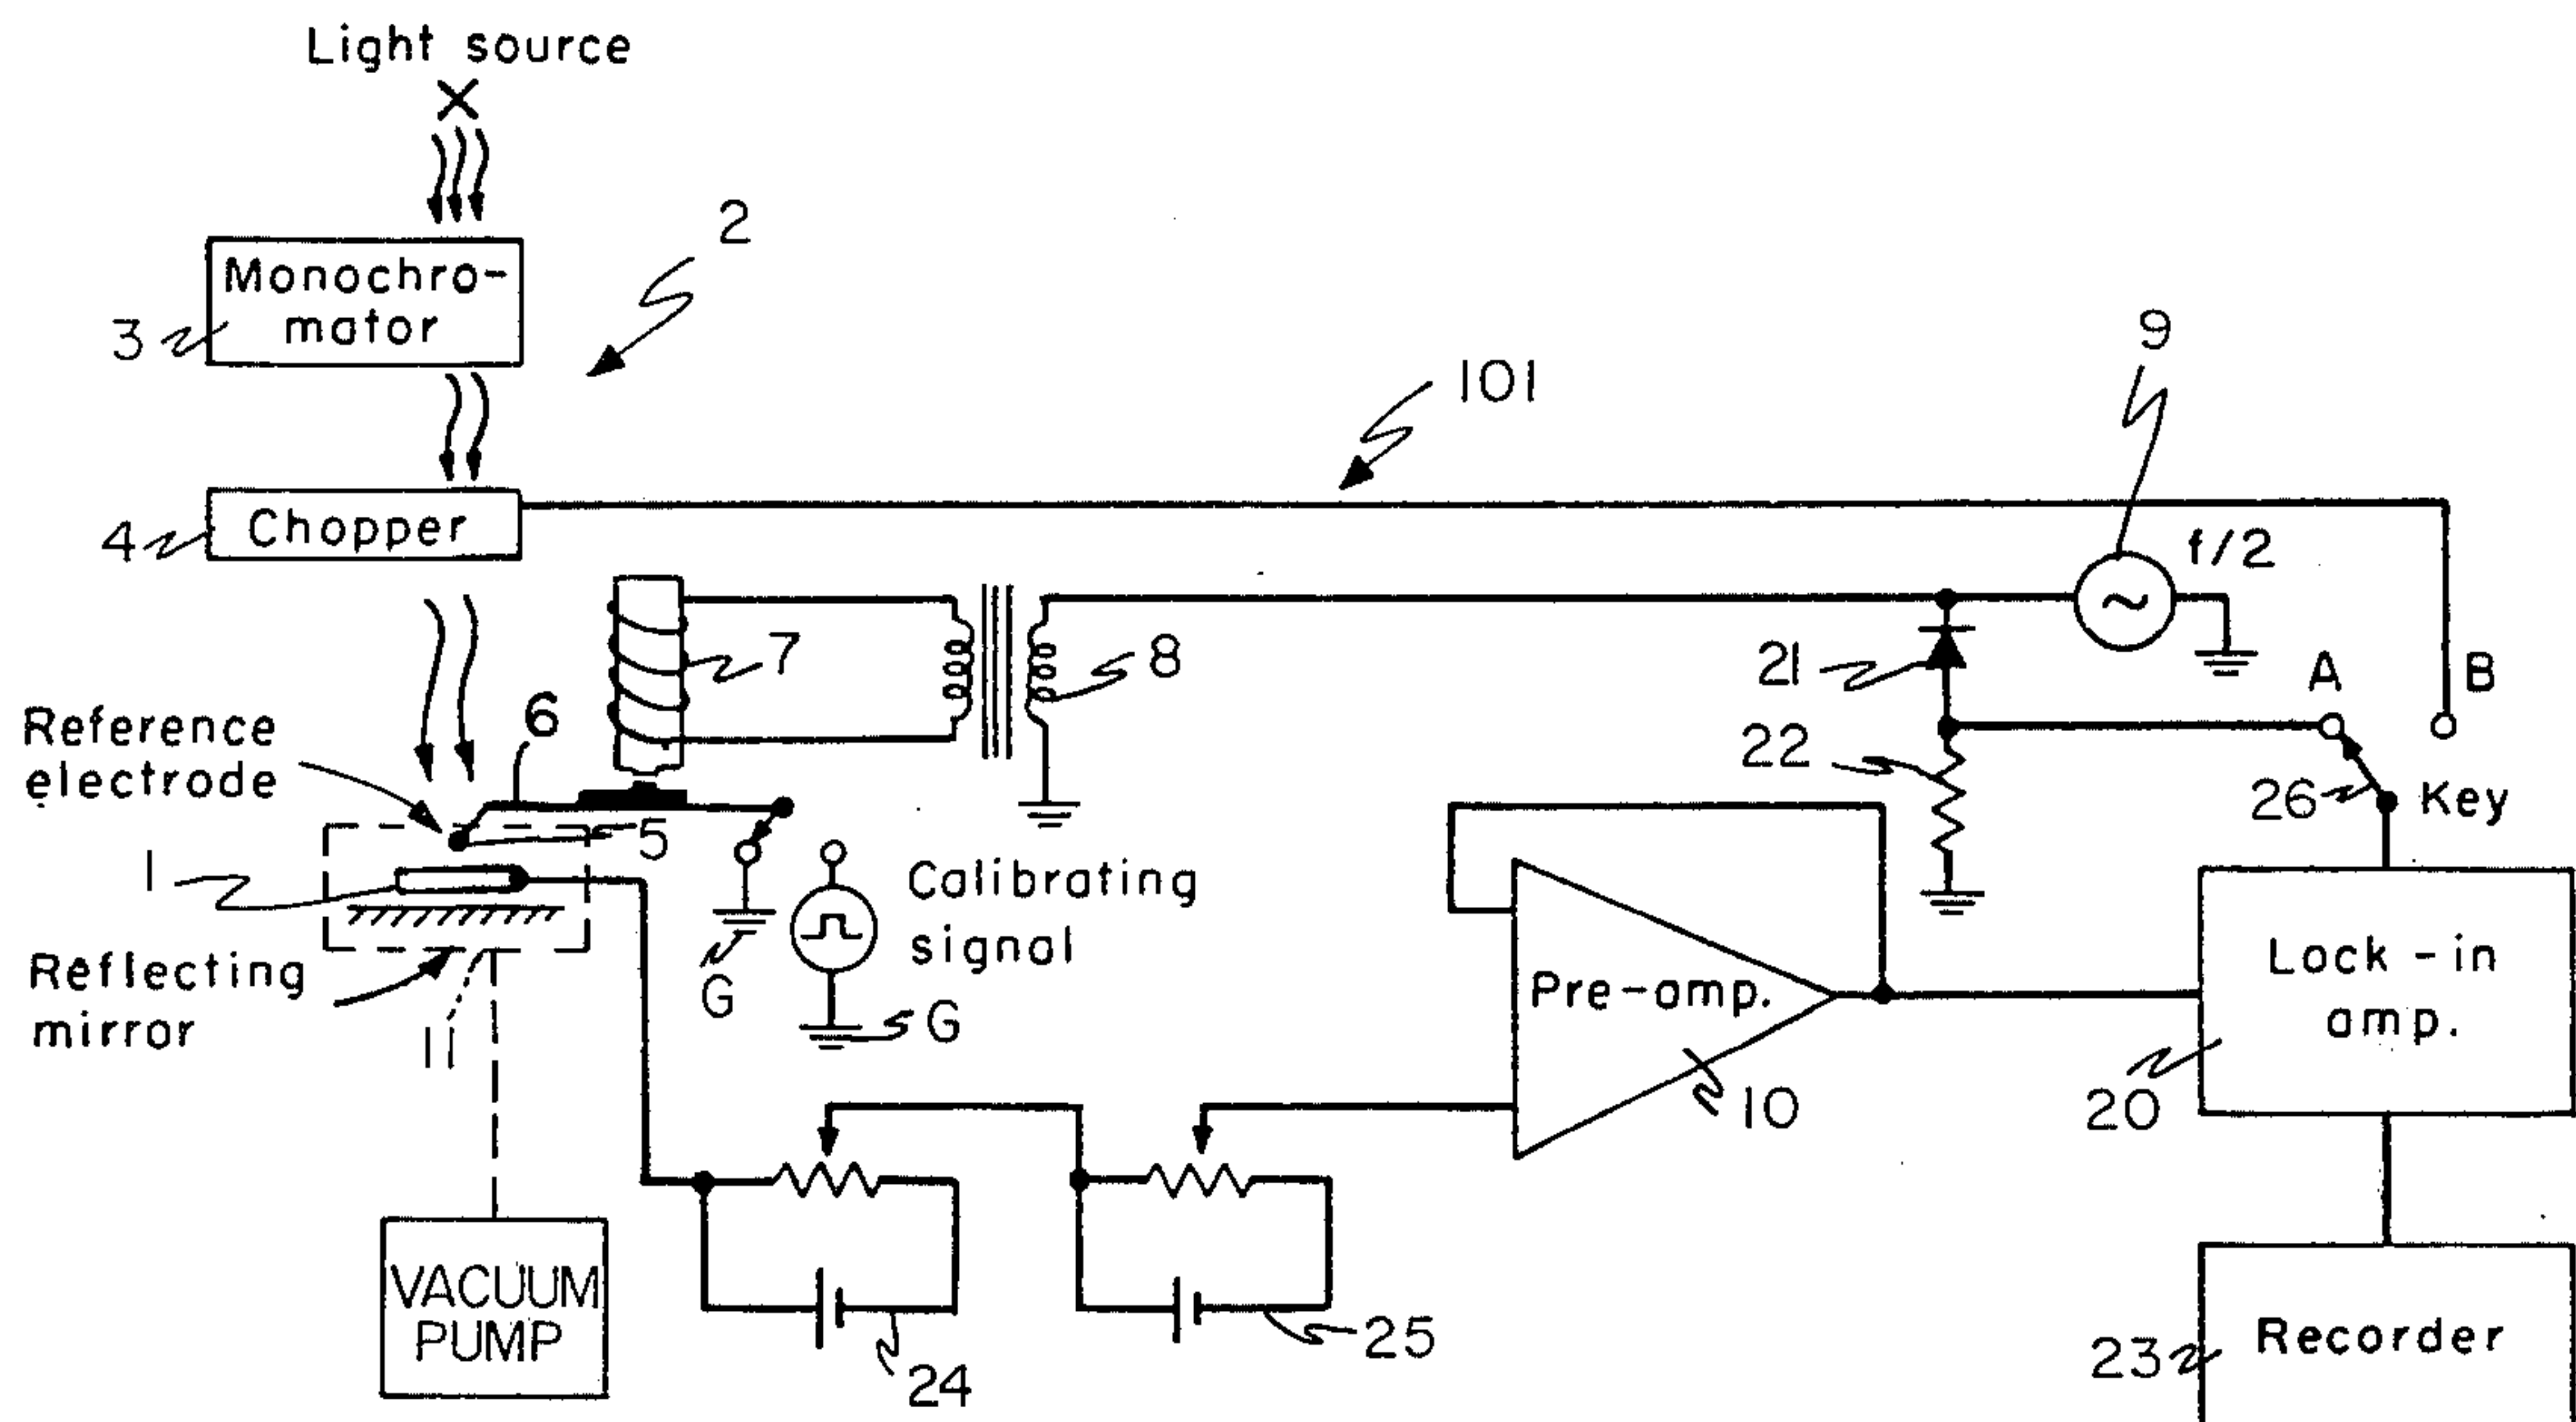 Light source
2
Monochro-
mator
3
101
9
4
Chopper
f/2
7
8
21
A
B
Reference
electrode
6
22
26
Key
5
1
Calibrating
signal
G
G
Reflecting
mirror
11
Pre-amp.
10
Lock-in
amp.
20
VACUUM
PUMP
24
25
23
Recorder